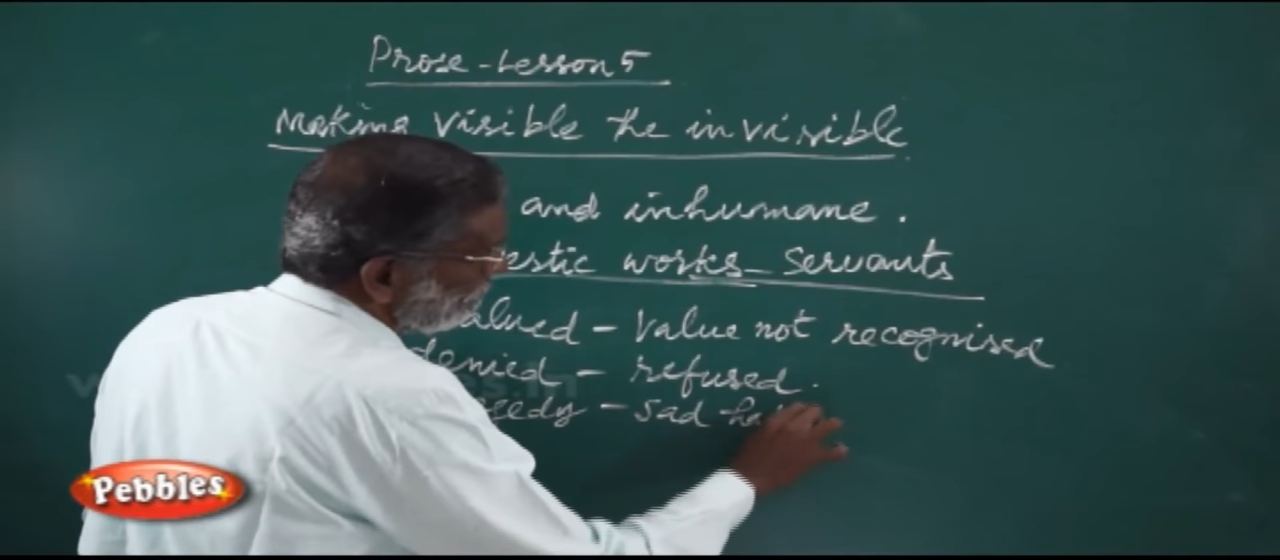 Prose - Lesson 5
Making visible the invisible
and inhumane.
works - servants
- Value not recognised
denied - refused.
- sad
Pebbles